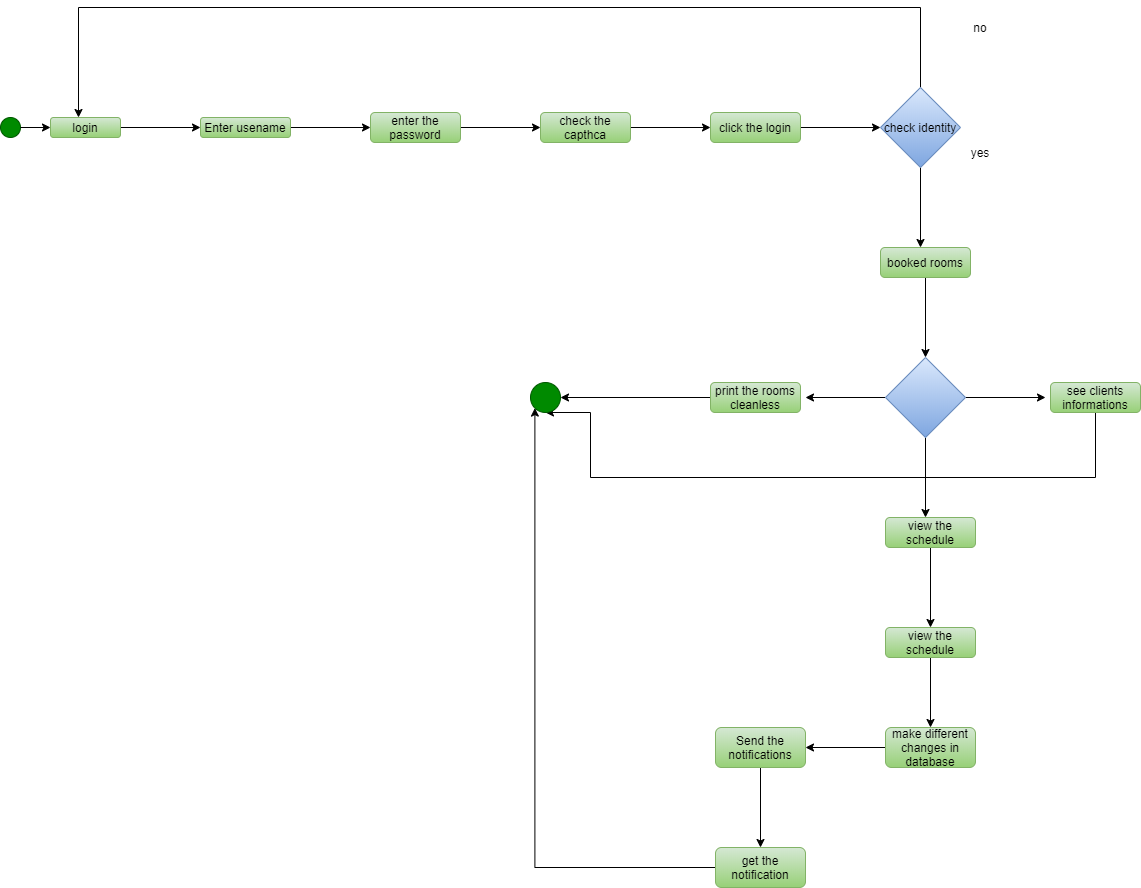 no
login
Enter usename
enter the
password
check the
capthca
click the login
check identity
yes
booked rooms
print the rooms
cleanless
see clients
informations
view the
schedule
view the
schedule
Send the
notifications
make different
changes in
database
get the
notification